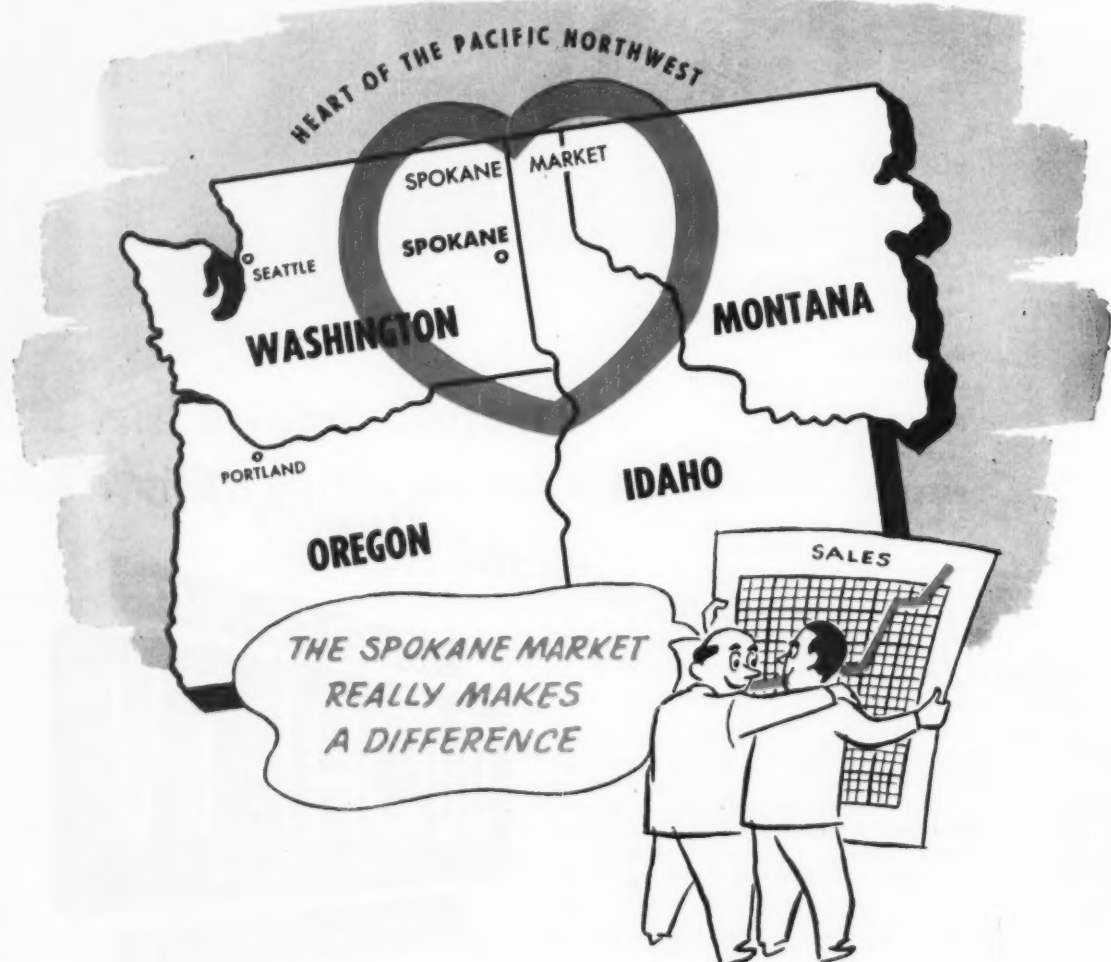 HEART OF THE PACIFIC NORTHWEST
SPOKANE MARKET
SPOKANE
SEATTLE
WASHINGTON
MONTANA
PORTLAND
IDAHO
OREGON
SALES
THE SPOKANE MARKET
REALLY MAKES
A DIFFERENCE